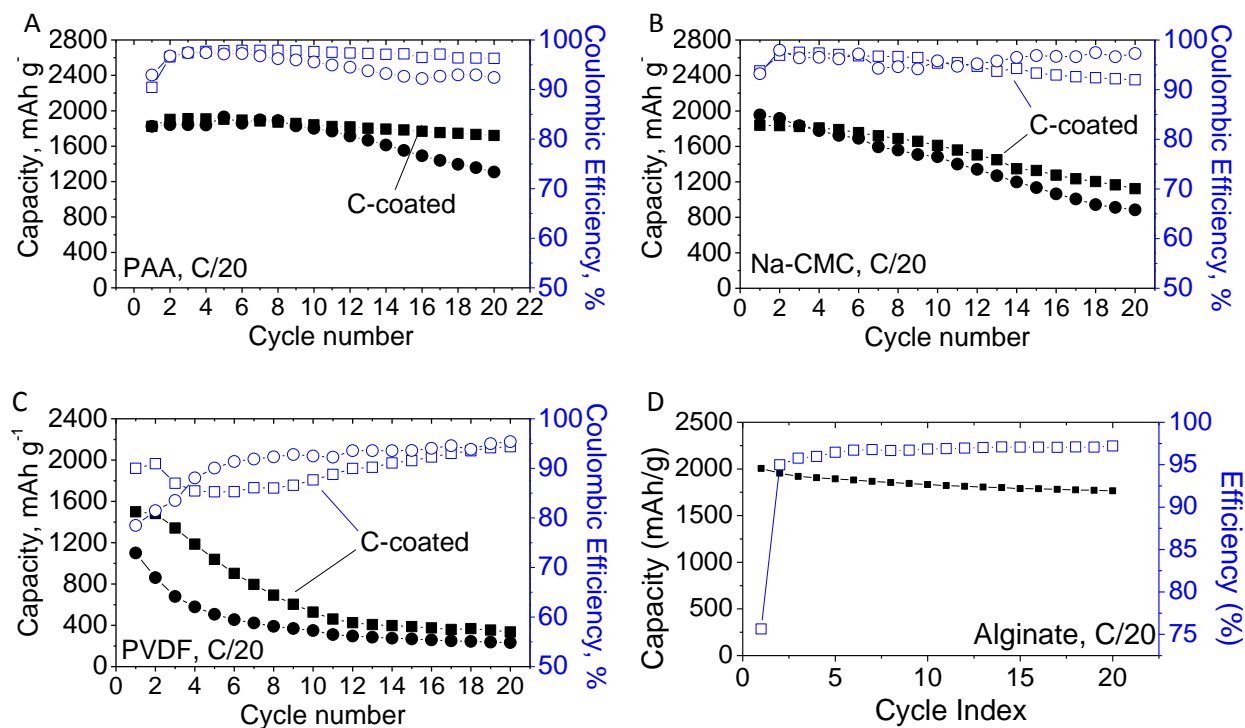 A
2800
2400
2000
1600
1200
800
400
0
Capacity, mAh g-
100
90
80
70
60
50
Coulombic Efficiency, %
C-coated
PAA, C/20
0 2 4 6 8 10 12 14 16 18 20 22
Cycle number
B
2800
2400
2000
1600
1200
800
400
0
Capacity, mAh g-
100
90
80
70
60
50
Coulombic Efficiency, %
C-coated
Na-CMC, C/20
0 2 4 6 8 10 12 14 16 18 20
Cycle number
C
2400
2000
1600
1200
800
400
0
Capacity, mAh g-1
100
90
80
70
60
50
Coulombic Efficiency, %
C-coated
PVDF, C/20
0 2 4 6 8 10 12 14 16 18 20
Cycle number
D
2500
2000
1500
1000
500
0
Capacity (mAh/g)
100
95
90
85
80
75
Efficiency (%)
Alginate, C/20
5 10 15 20
Cycle Index